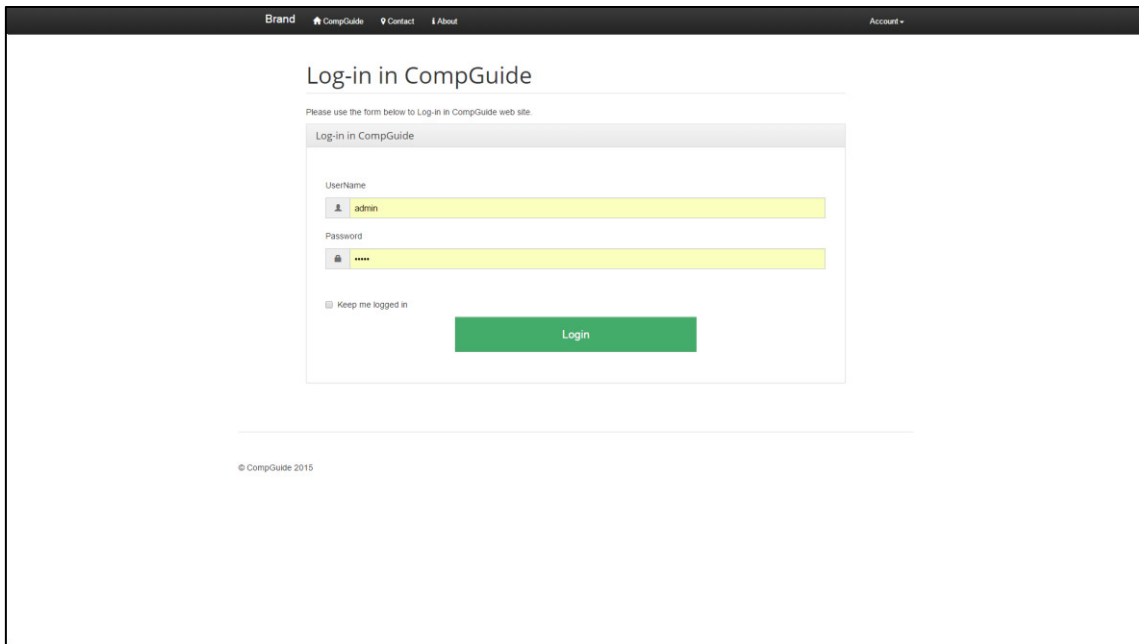 Brand CompGuide Contact About Account
Log-in in CompGuide
Please use the form below to Log-in in CompGuide web site.
Log-in in CompGuide
UserName
admin
Password
•••••
Keep me logged in
Login
© CompGuide 2015